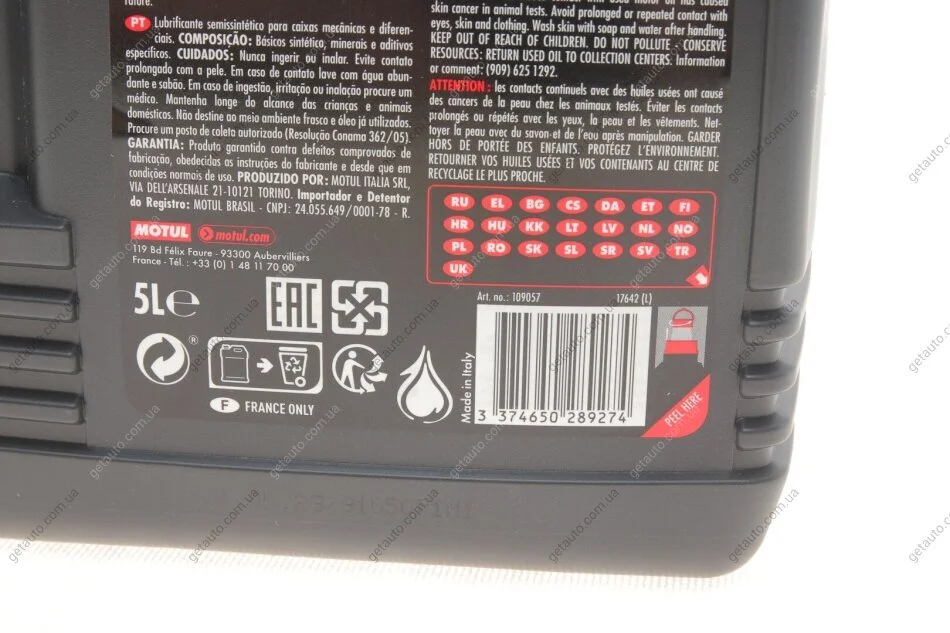 PT Lubrificante semissintético para caixas mecânicas e diferen-
ciais. COMPOSIÇÃO: Básicos sintético, minerais e aditivos
específicos. CUIDADOS: Nunca ingerir ou inalar. Evite contato
prolongado com a pele. Em caso de contato lave com água abun-
dante e sabão. Em caso de ingestão, irritação ou inalação procure um
médico. Mantenha longo do alcance das crianças e animais
domésticos. Não destine ao meio ambiente frasco e óleo já utilizados.
Procure um posto de coleta autorizado (Resolução Conama 362/05).
GARANTIA: Produto garantido contra defeitos comprovados de
fabricação, obedecidas as instruções do fabricante e desde que em
condições normais de uso. PRODUZIDO POR: MOTUL ITALIA SRL,
VIA DELL'ARSENALE 21-10121 TORINO. Importador e Detentor
do Registro: MOTUL BRASIL - CNPJ: 24.055.649/0001-78 - R.
MOTUL motul.com
119 Bd Félix Faure - 93300 Aubervilliers
France - Tél. : +33 (0) 1 48 11 70 00
5L e
EAC
®
F FRANCE ONLY
skin cancer in animal tests. Avoid prolonged or repeated contact with
eyes, skin and clothing. Wash skin with soap and water after handling.
KEEP OUT OF REACH OF CHILDREN. DO NOT POLLUTE - CONSERVE
RESOURCES: RETURN USED OIL TO COLLECTION CENTERS. Information
or comment: (909) 625 1292.
ATTENTION : les contacts continuels avec des huiles usées ont causé
des cancers de la peau chez les animaux testés. Éviter les contacts
prolongés ou répétés avec les yeux, la peau et les vêtements. Net-
toyer la peau avec du savon et de l'eau après manipulation. GARDER
HORS DE PORTÉE DES ENFANTS. PROTÉGEZ L'ENVIRONNEMENT.
RETOURNER VOS HUILES USÉES ET VOS CONTENANTS AU CENTRE DE
RECYCLAGE LE PLUS PROCHE.
RU EL BG CS DA ET FI
HR HU KK LT LV NL NO
PL RO SK SL SR SV TR
UK
Art. no.: 109057 17642 (L)
Made in Italy
3 374650 289274
PEEL HERE
getauto.com.ua